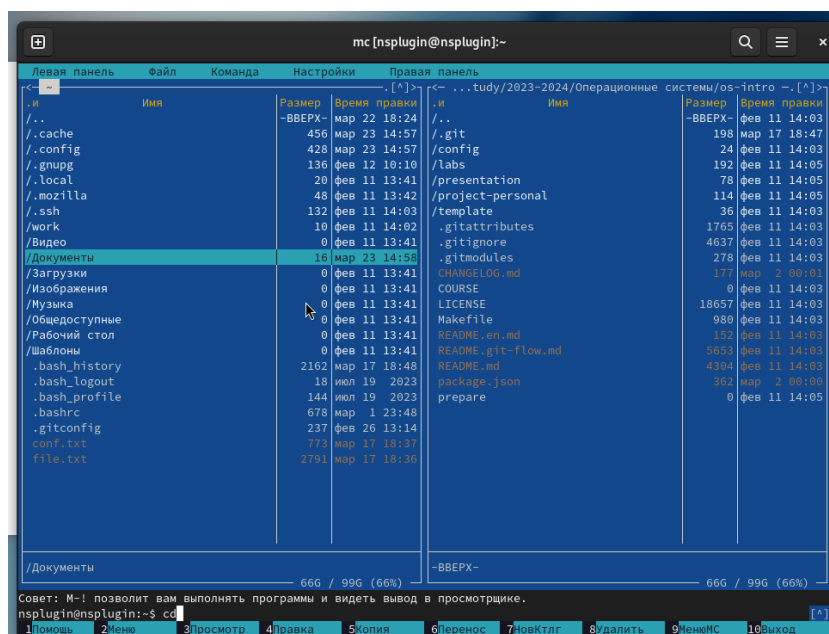 mc [nsplugin@nsplugin]:~
Левая панель Файл Команда Настройки Правая панель
<— ~ .[^]>
.и Имя Размер Время правки
/.. -ВВЕРХ- мар 22 18:24
/.cache 456 мар 23 14:57
/.config 428 мар 23 14:57
/.gnupg 136 фев 12 10:10
/.local 20 фев 11 13:41
/.mozilla 48 фев 11 13:42
/.ssh 132 фев 11 14:03
/work 10 фев 11 14:02
/Видео 0 фев 11 13:41
/Документы 16 мар 23 14:58
/Загрузки 0 фев 11 13:41
/Изображения 0 фев 11 13:41
/Музыка 0 фев 11 13:41
/Общедоступные 0 фев 11 13:41
/Рабочий стол 0 фев 11 13:41
/Шаблоны 0 фев 11 13:41
.bash_history 2162 мар 17 18:48
.bash_logout 18 июл 19 2023
.bash_profile 144 июл 19 2023
.bashrc 678 мар 1 23:48
.gitconfig 237 фев 26 13:14
conf.txt 773 мар 17 18:37
file.txt 2791 мар 17 18:36
/Документы
66G / 99G (66%)
<— ...tudy/2023-2024/Операционные системы/os-intro —.[^]>
.и Имя Размер Время правки
/.. -ВВЕРХ- фев 11 14:03
/.git 198 мар 17 18:47
/config 24 фев 11 14:03
/labs 192 фев 11 14:05
/presentation 78 фев 11 14:05
/project-personal 114 фев 11 14:05
/template 36 фев 11 14:03
.gitattributes 1765 фев 11 14:03
.gitignore 4637 фев 11 14:03
.gitmodules 278 фев 11 14:03
CHANGELOG.md 177 мар 2 00:01
COURSE 0 фев 11 14:03
LICENSE 18657 фев 11 14:03
Makefile 980 фев 11 14:03
README.en.md 152 фев 11 14:03
README.git-flow.md 5653 фев 11 14:03
README.md 4304 фев 11 14:03
package.json 362 мар 2 00:00
prepare 0 фев 11 14:05
-ВВЕРХ-
66G / 99G (66%)
Совет: M-! позволит вам выполнять программы и видеть вывод в просмотрщике.
nsplugin@nsplugin:~$ cd [^]
1Помощь 2Меню 3Просмотр 4Правка 5Копия 6Перенос 7НовКтлг 8Удалить 9МенюMC 10Выход